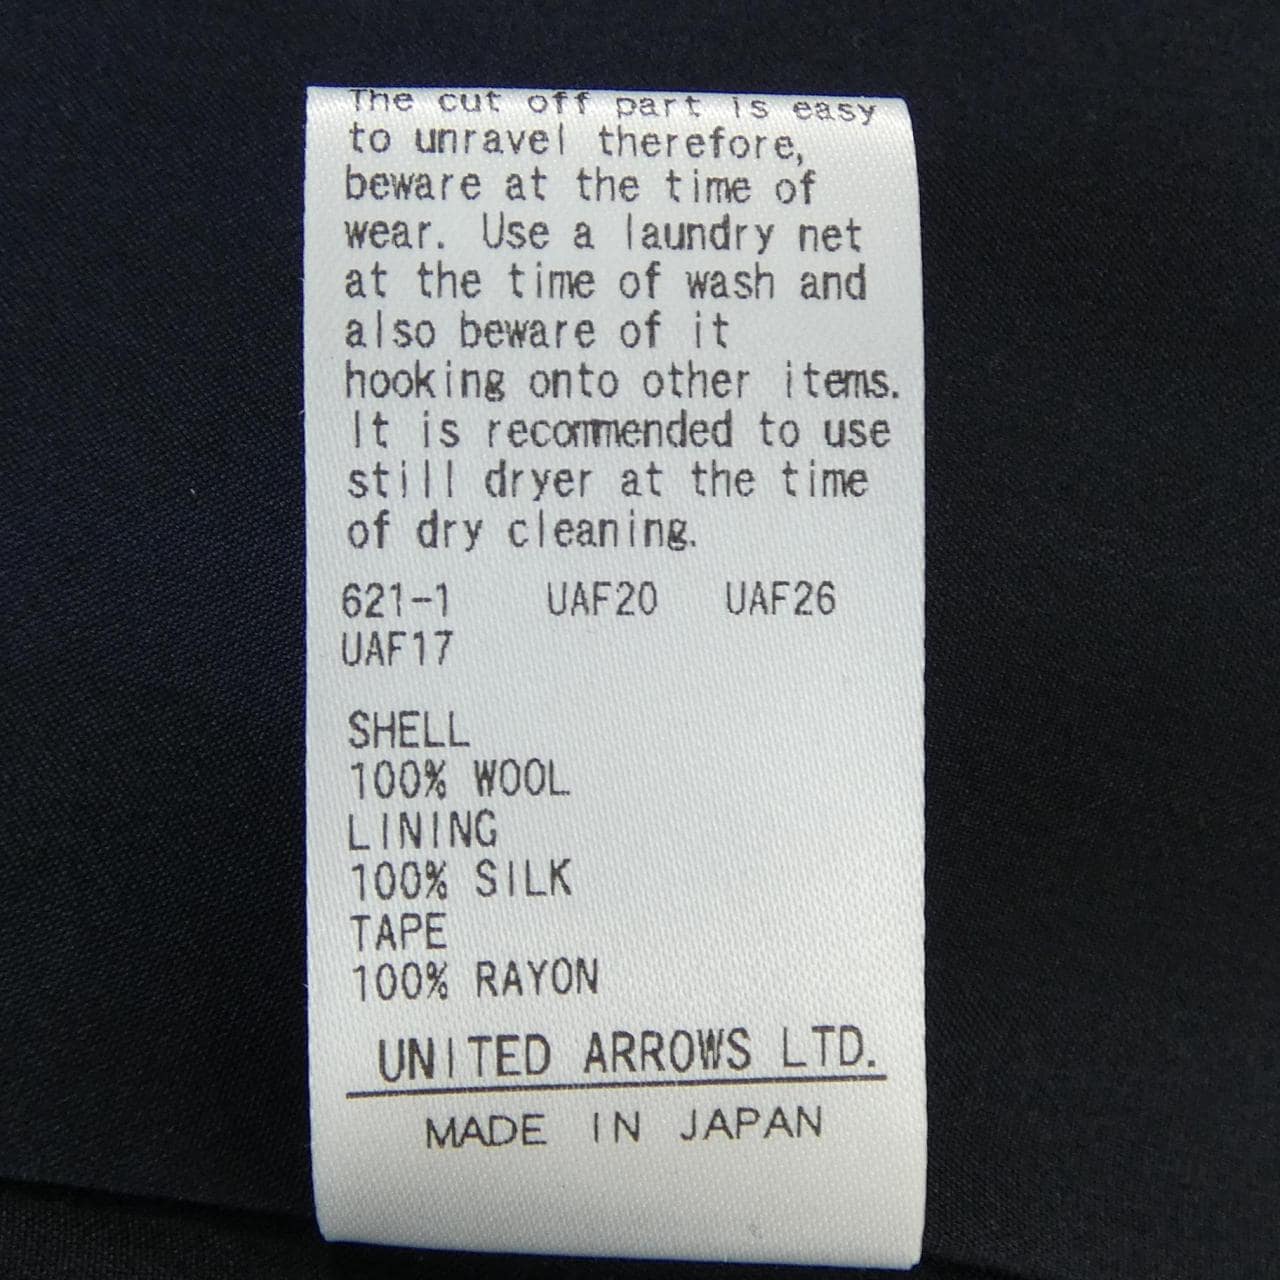 The cut off part is easy
to unravel therefore,
beware at the time of
wear. Use a laundry net
at the time of wash and
also beware of it
hooking onto other items.
It is recommended to use
still dryer at the time
of dry cleaning.
621-1 UAF20 UAF26
UAF17
SHELL
100% WOOL
LINING
100% SILK
TAPE
100% RAYON
UNITED ARROWS LTD.
MADE IN JAPAN